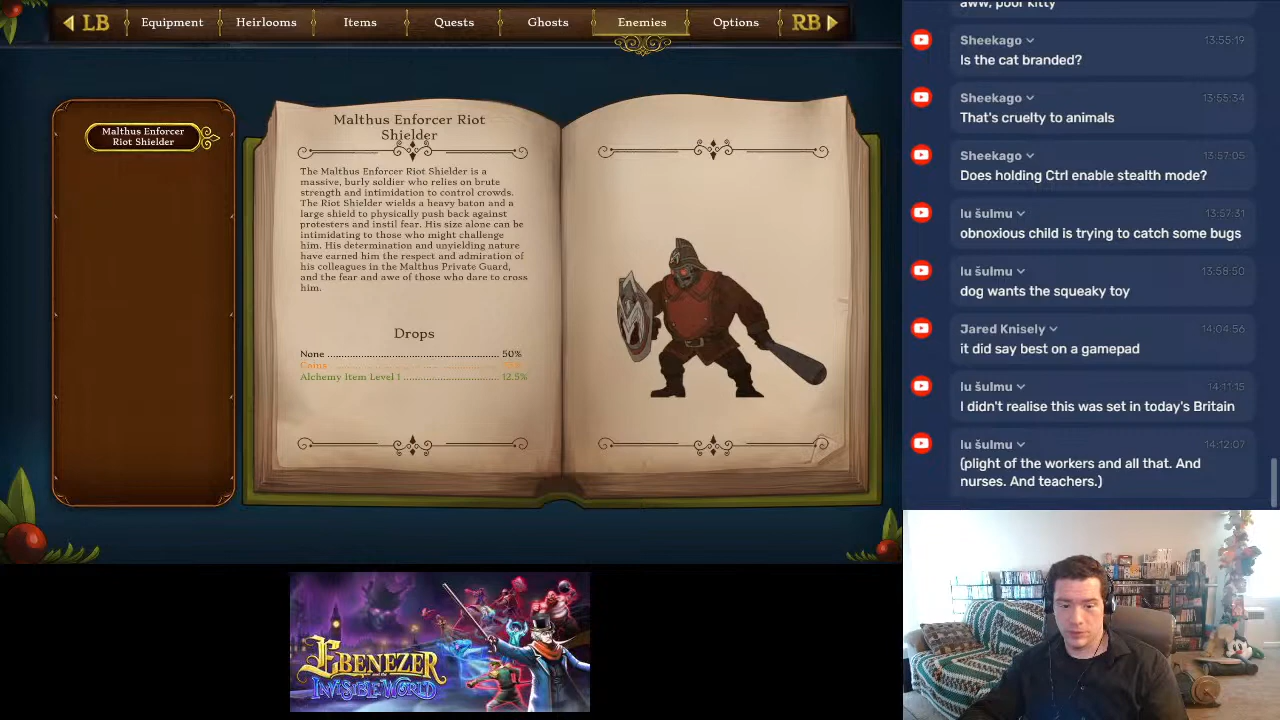 LB
Equipment
Heirlooms
Items
Quests
Ghosts
Enemies
Options
RB
Malthus Enforcer
Riot Shielder
Malthus Enforcer Riot
Shielder
The Malthus Enforcer Riot Shielder is a
massive, burly soldier who relies on brute
strength and intimidation to control crowds.
The Riot Shielder wields a heavy baton and a
large shield to physically push back against
protesters and instil fear. His size alone can be
intimidating to those who might challenge
him. His determination and unyielding nature
have earned him the respect and admiration of
his colleagues in the Malthus Private Guard,
and the fear and awe of those who dare to cross
him.
Drops
None 50%
Coins
Alchemy Item Level 1 12.5%
EBENEZER
and the
INVISIBLE WORLD
aww, poor kitty
Sheekago 13:55:19
Is the cat branded?
Sheekago 13:55:34
That's cruelty to animals
Sheekago 13:57:05
Does holding Ctrl enable stealth mode?
lu šulmu 13:57:31
obnoxious child is trying to catch some bugs
lu šulmu 13:58:50
dog wants the squeaky toy
Jared Knisely 14:04:56
it did say best on a gamepad
lu šulmu 14:11:15
I didn't realise this was set in today's Britain
lu šulmu 14:12:07
(plight of the workers and all that. And
nurses. And teachers.)